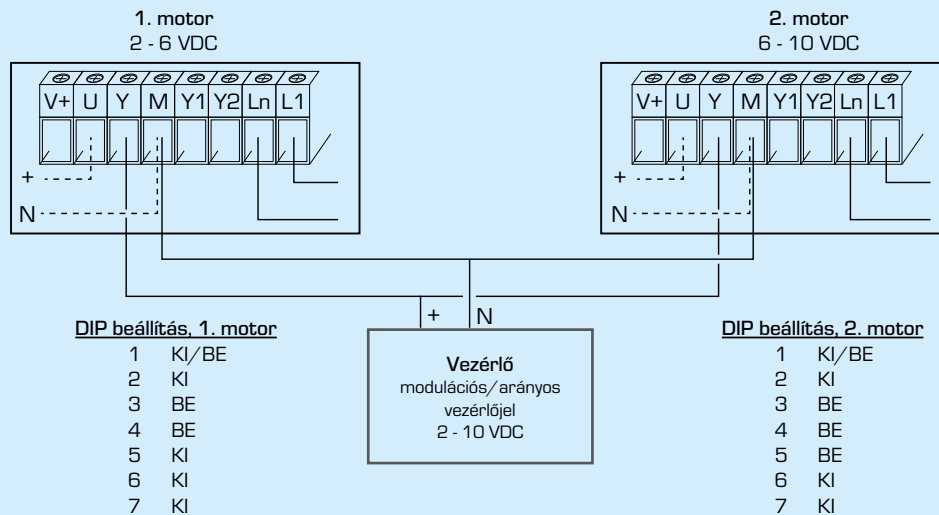 1. motor
2 - 6 VDC
V+ U Y M Y1 Y2 Ln L1
+
N
2. motor
6 - 10 VDC
V+ U Y M Y1 Y2 Ln L1
+
N
+ N
Vezérlő
modulációs/arányos
vezérlőjel
2 - 10 VDC
DIP beállítás, 1. motor
1 KI/BE
2 KI
3 BE
4 BE
5 KI
6 KI
7 KI
DIP beállítás, 2. motor
1 KI/BE
2 KI
3 BE
4 BE
5 BE
6 KI
7 KI